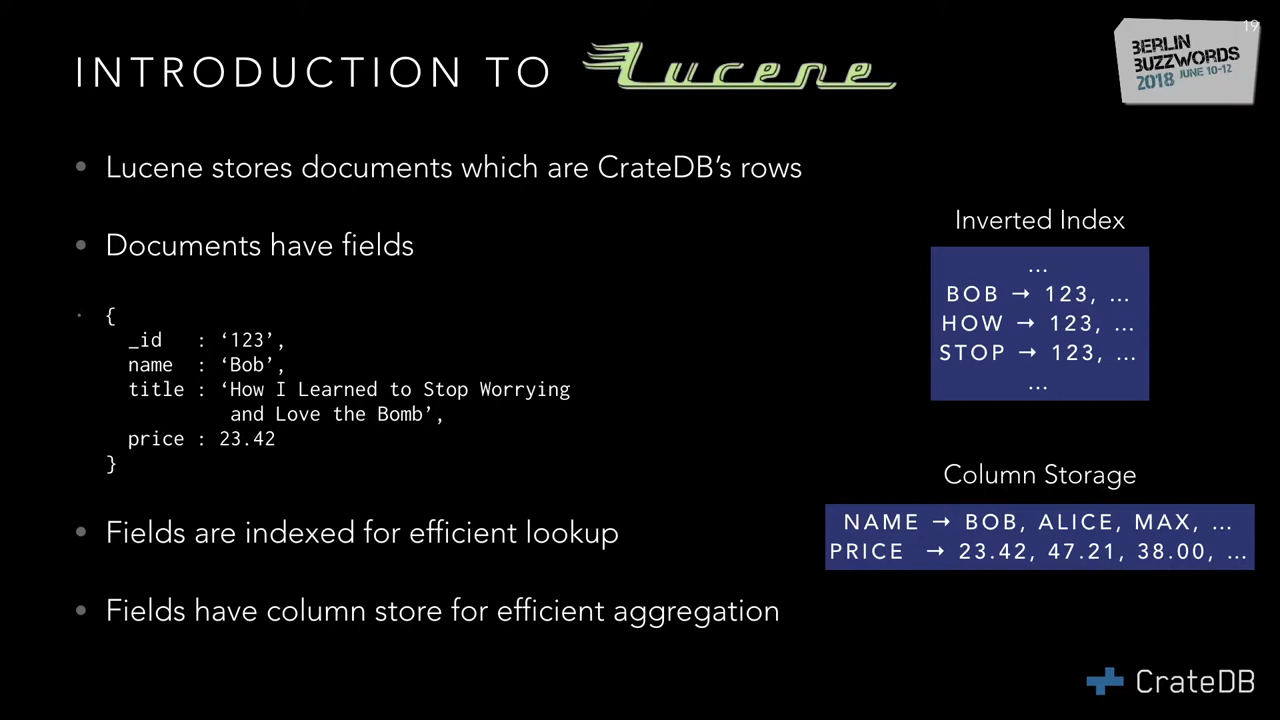 19
INTRODUCTION TO Lucene
BERLIN
BUZZWORDS
2018 JUNE 10-12
• Lucene stores documents which are CrateDB’s rows
• Documents have fields
• {
_id : ‘123’,
name : ‘Bob’,
title : ‘How I Learned to Stop Worrying
and Love the Bomb’,
price : 23.42
}
• Fields are indexed for efficient lookup
• Fields have column store for efficient aggregation
Inverted Index
...
BOB → 123, ...
HOW → 123, ...
STOP → 123, ...
...
Column Storage
NAME → BOB, ALICE, MAX, ...
PRICE → 23.42, 47.21, 38.00, ...
CrateDB